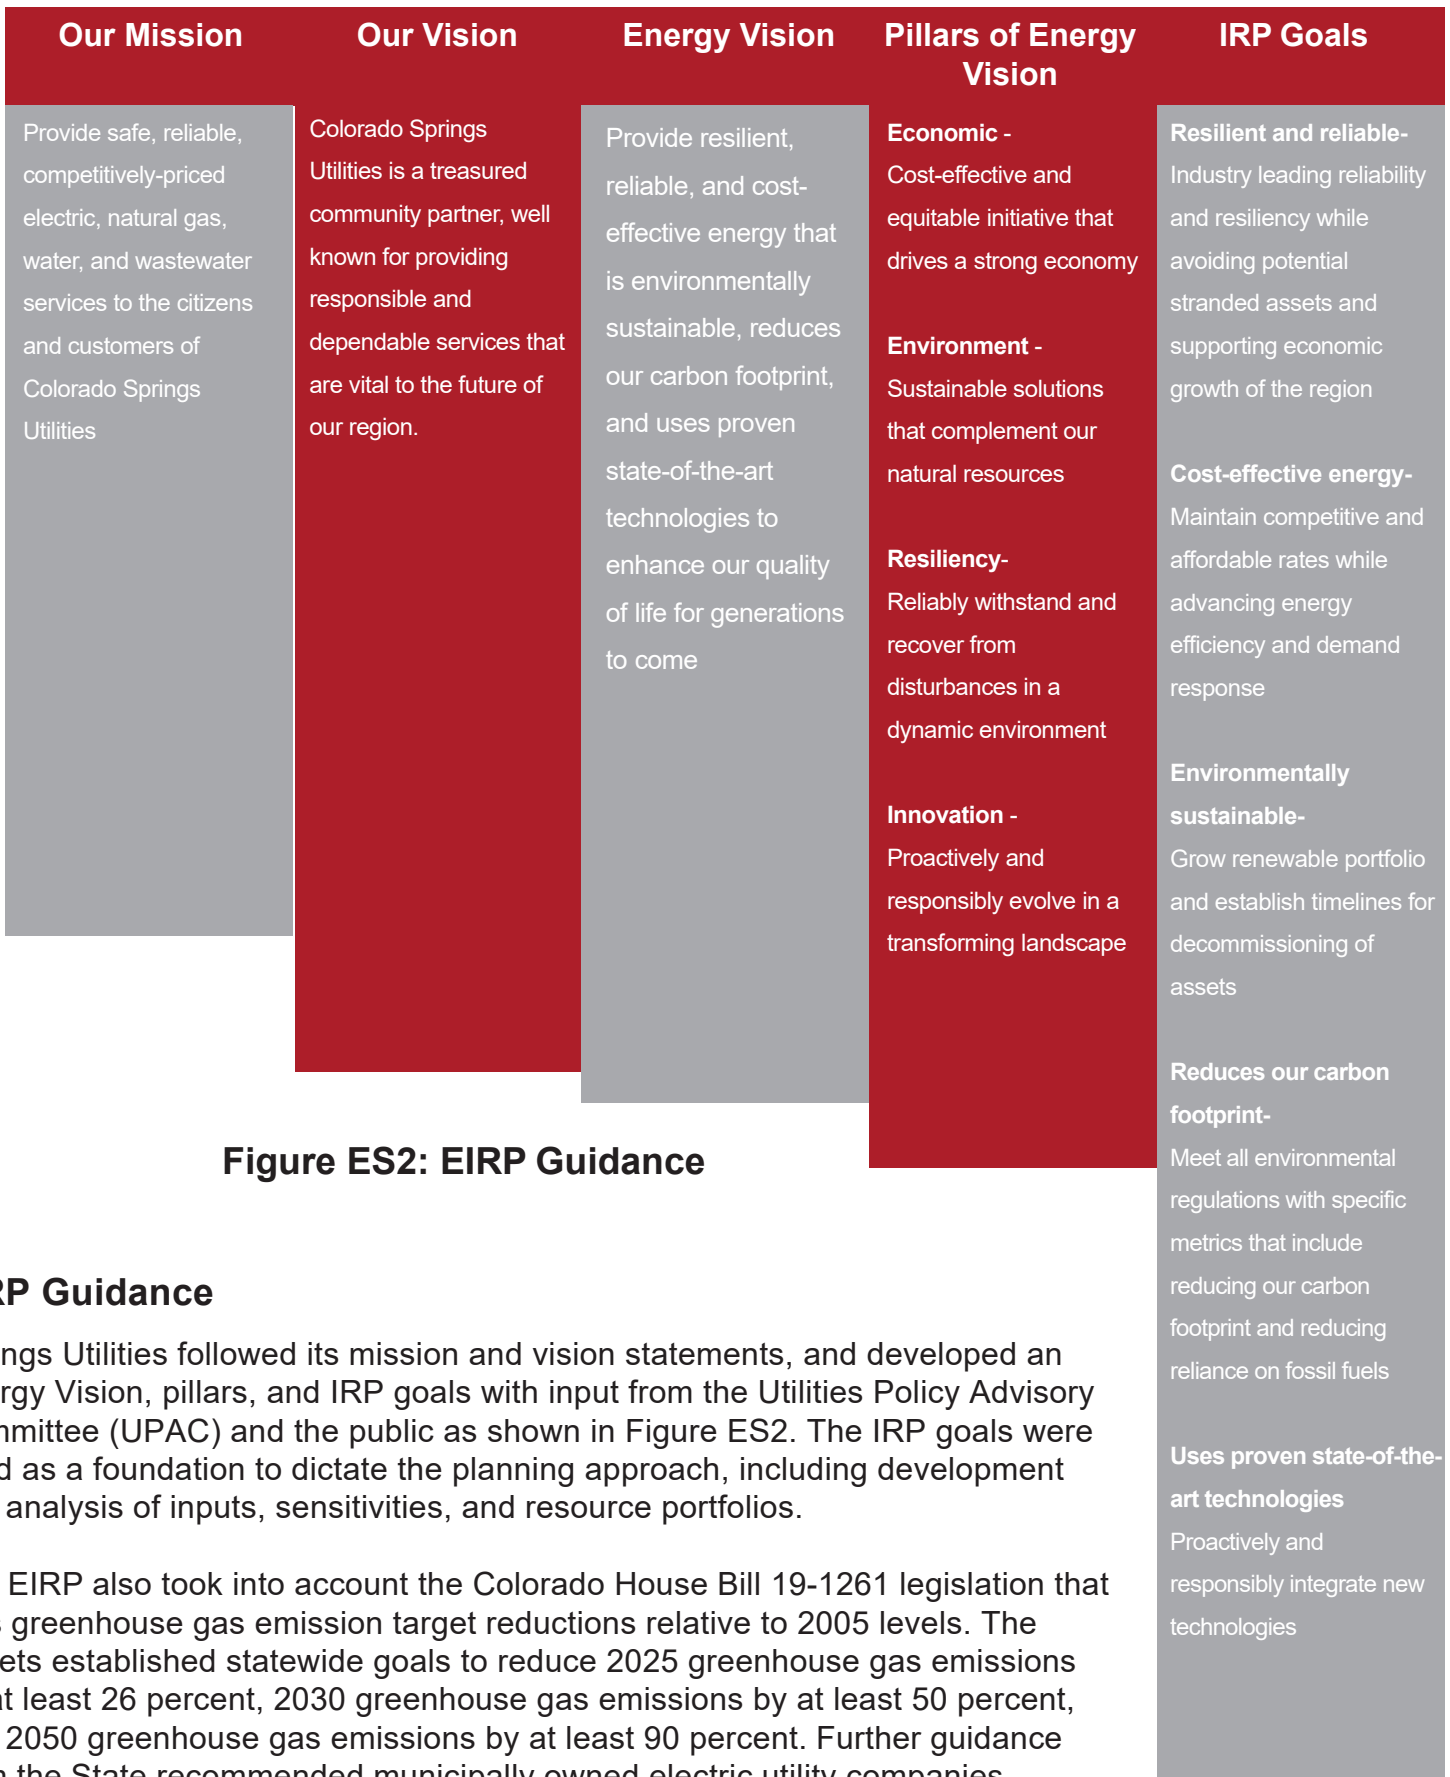 Our Mission
Provide safe, reliable,
competitively-priced
electric, natural gas,
water, and wastewater
services to the citizens
and customers of
Colorado Springs
Utilities
Our Vision
Colorado Springs
Utilities is a treasured
community partner, well
known for providing
responsible and
dependable services that
are vital to the future of
our region.
Energy Vision
Provide resilient,
reliable, and cost-
effective energy that
is environmentally
sustainable, reduces
our carbon footprint,
and uses proven
state-of-the-art
technologies to
enhance our quality
of life for generations
to come
Pillars of Energy
Vision
Economic -
Cost-effective and
equitable initiative that
drives a strong economy
Environment -
Sustainable solutions
that complement our
natural resources
Resiliency-
Reliably withstand and
recover from
disturbances in a
dynamic environment
Innovation -
Proactively and
responsibly evolve in a
transforming landscape
IRP Goals
Resilient and reliable-
Industry leading reliability
and resiliency while
avoiding potential
stranded assets and
supporting economic
growth of the region
Cost-effective energy-
Maintain competitive and
affordable rates while
advancing energy
efficiency and demand
response
Environmentally
sustainable-
Grow renewable portfolio
and establish timelines for
decommissioning of
assets
Reduces our carbon
footprint-
Meet all environmental
regulations with specific
metrics that include
reducing our carbon
footprint and reducing
reliance on fossil fuels
Uses proven state-of-the-
art technologies
Proactively and
responsibly integrate new
technologies
Figure ES2: EIRP Guidance
RP Guidance
ngs Utilities followed its mission and vision statements, and developed an
rgy Vision, pillars, and IRP goals with input from the Utilities Policy Advisory
mmittee (UPAC) and the public as shown in Figure ES2. The IRP goals were
d as a foundation to dictate the planning approach, including development
analysis of inputs, sensitivities, and resource portfolios.
EIRP also took into account the Colorado House Bill 19-1261 legislation that
s greenhouse gas emission target reductions relative to 2005 levels. The
ets established statewide goals to reduce 2025 greenhouse gas emissions
at least 26 percent, 2030 greenhouse gas emissions by at least 50 percent,
2050 greenhouse gas emissions by at least 90 percent. Further guidance
the State recommended municipally owned electric utility companies